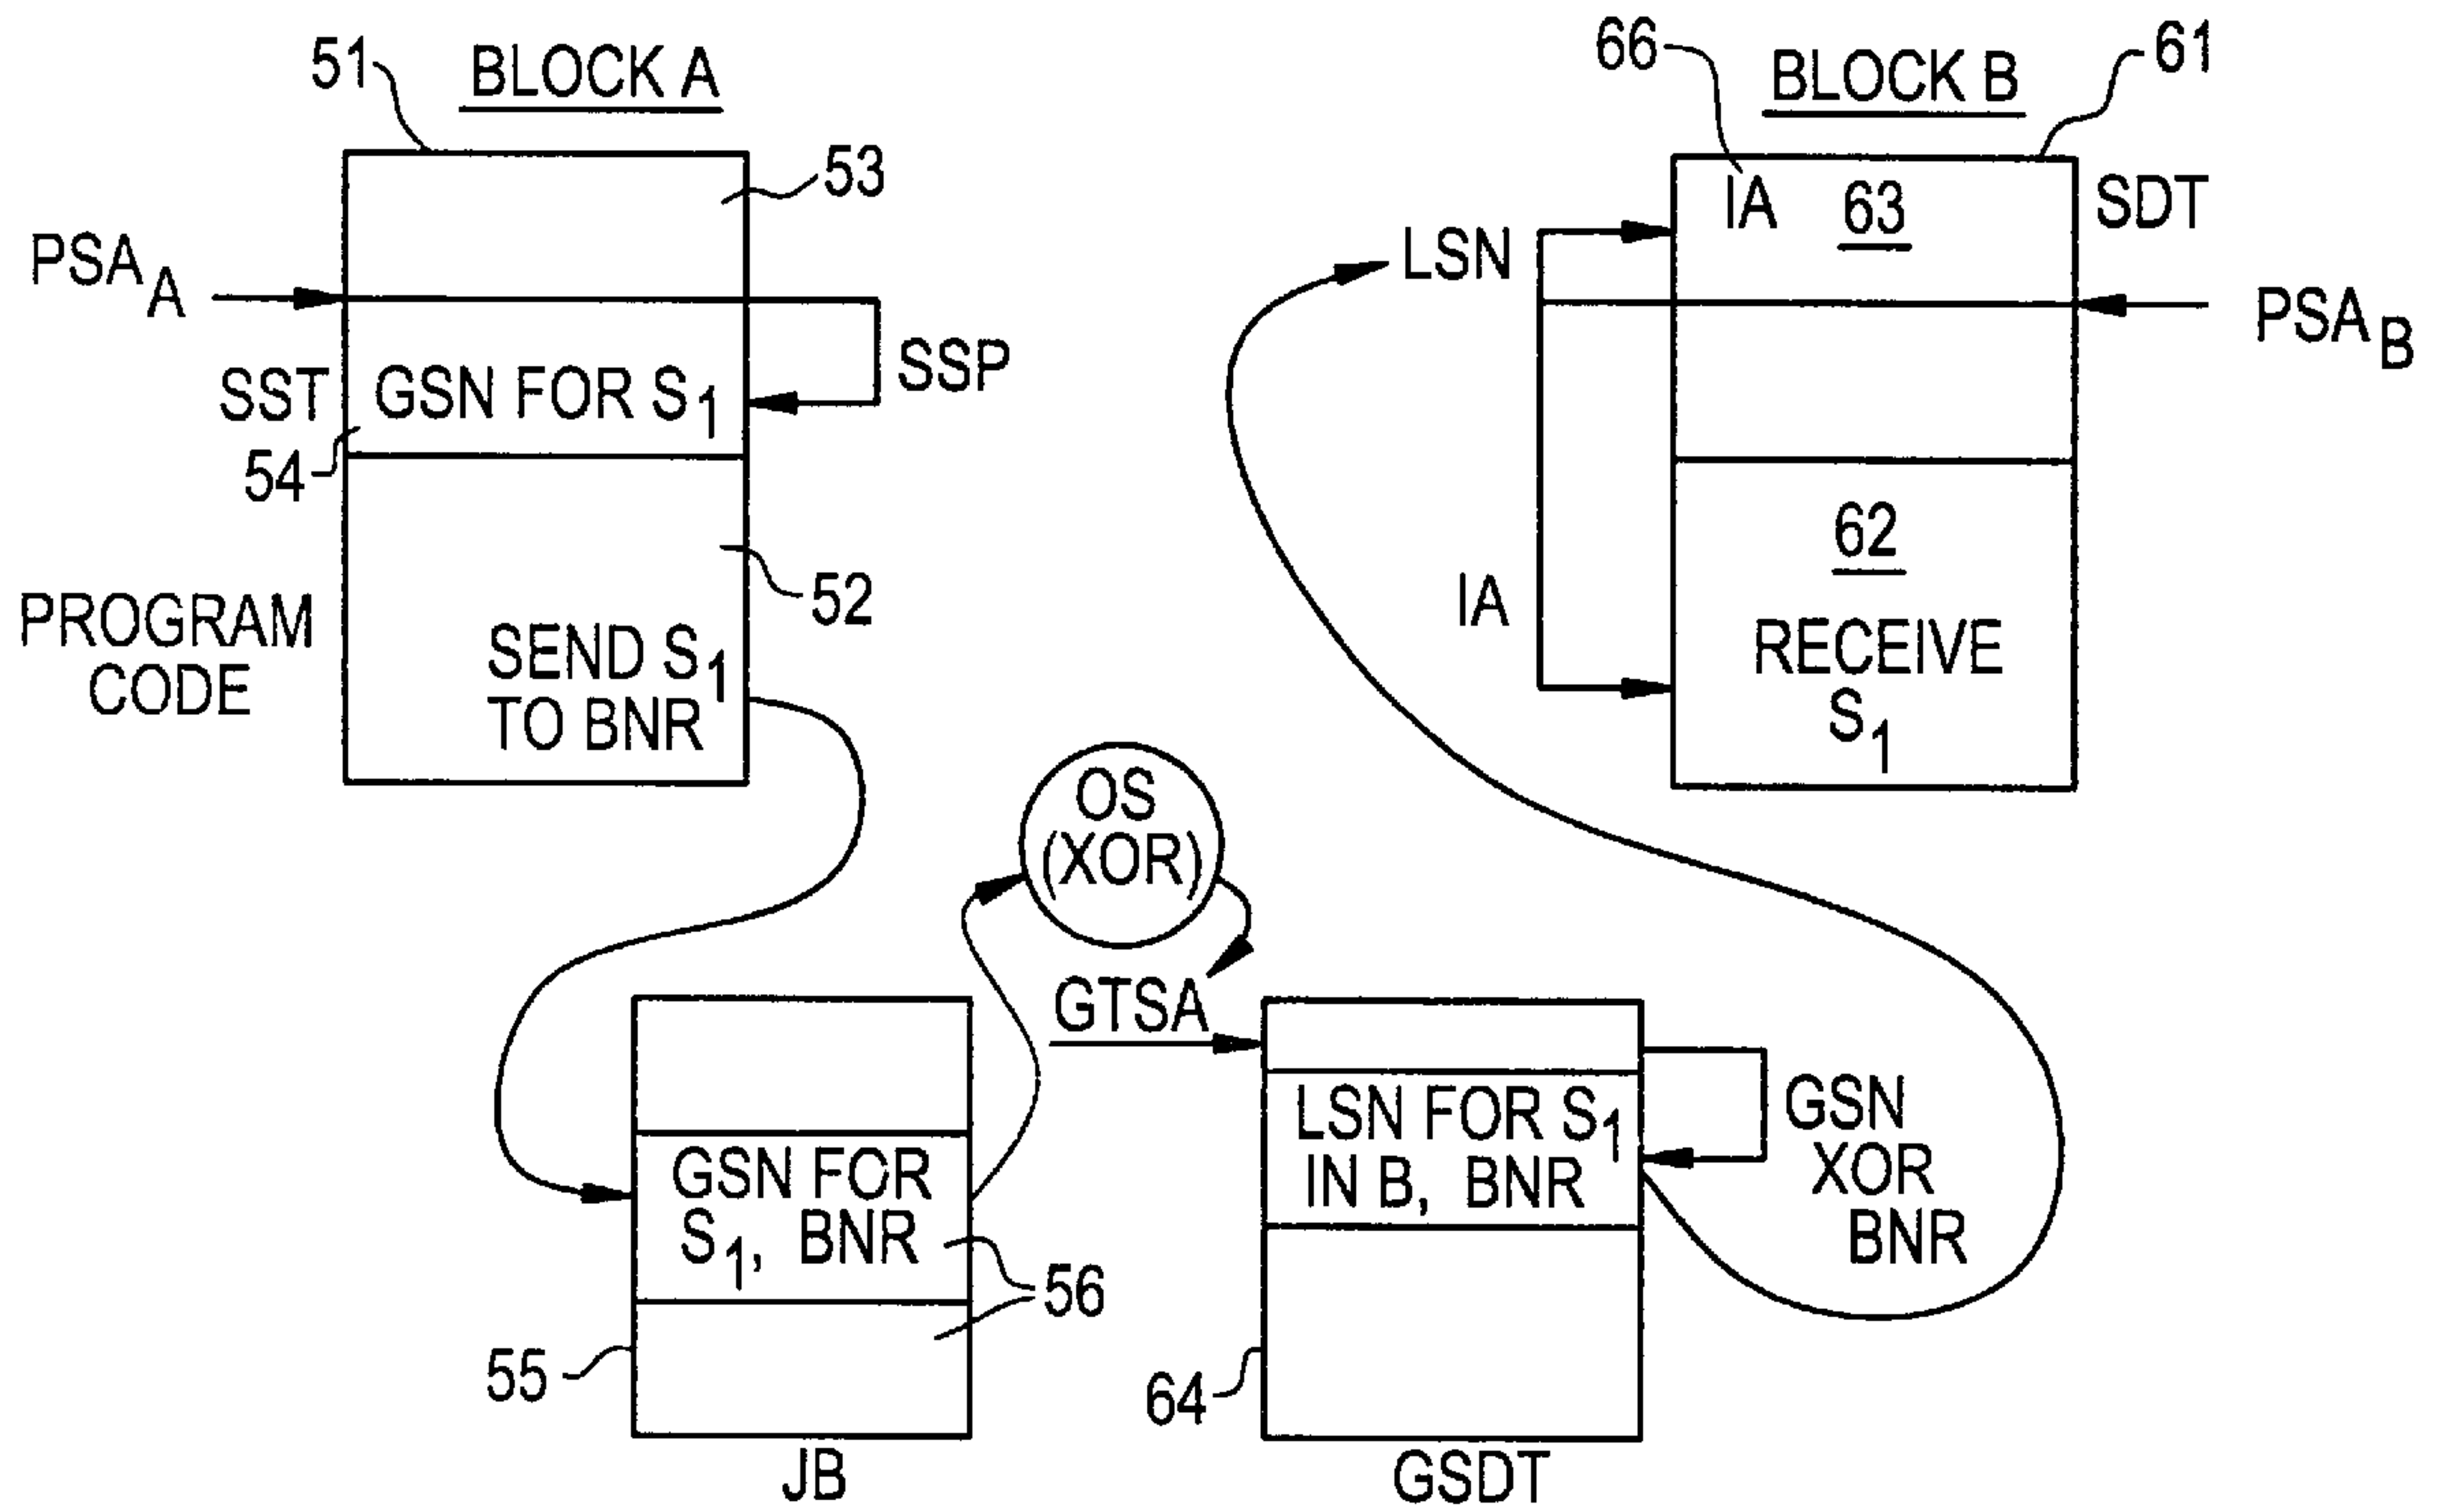 51
BLOCK A
53
PSA A
SST
GSN FOR S1
SSP
54
52
PROGRAM
CODE
SEND S1
TO BNR
66
BLOCK B
61
IA
63
SDT
LSN
PSA B
62
IA
RECEIVE
S1
OS
(XOR)
GTSA
GSN FOR
S1, BNR
56
55
JB
LSN FOR S1
IN B, BNR
GSN
XOR
BNR
64
GSDT